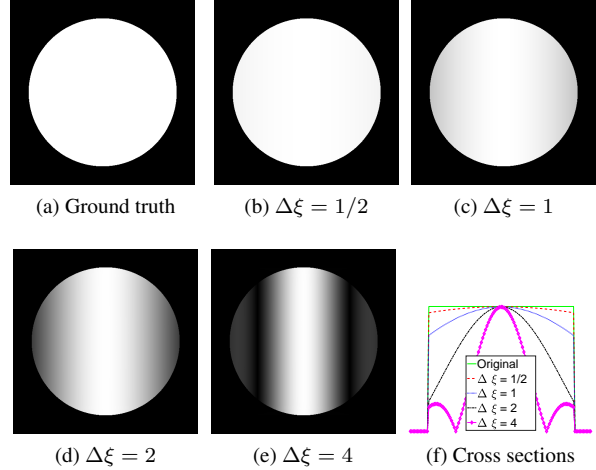 (a) Ground truth
(b) Δξ = 1/2
(c) Δξ = 1
(d) Δξ = 2
(e) Δξ = 4
Original
Δ ξ = 1/2
Δ ξ = 1
Δ ξ = 2
Δ ξ = 4
(f) Cross sections